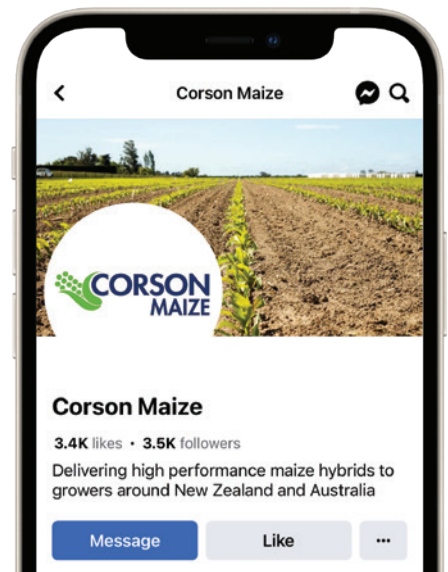 Corson Maize
CORSON
MAIZE
Corson Maize
3.4K likes • 3.5K followers
Delivering high performance maize hybrids to
growers around New Zealand and Australia
Message
Like